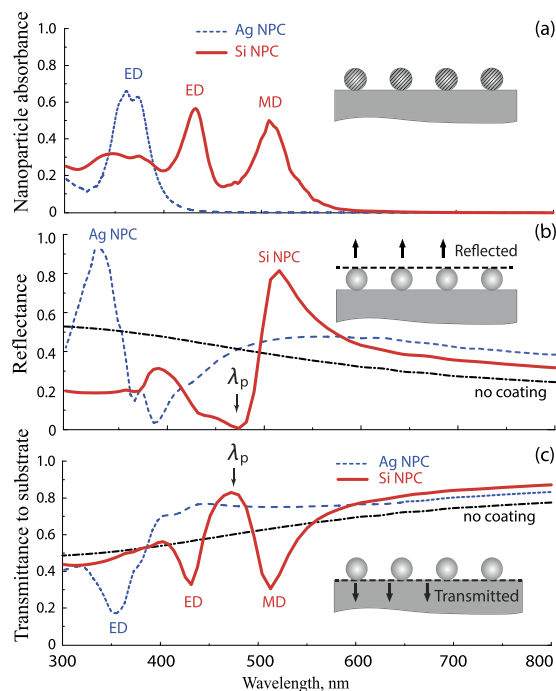 (a)
Ag NPC
Si NPC
ED
ED
MD
Nanoparticle absorbance
1.0
0.8
0.6
0.4
0.2
0.0
(b)
Ag NPC
Si NPC
Reflected
λp
no coating
Reflectance
1.0
0.8
0.6
0.4
0.2
0.0
(c)
λp
Ag NPC
Si NPC
no coating
ED
ED
MD
Transmitted
Transmittance to substrate
1.0
0.8
0.6
0.4
0.2
0
300 400 500 600 700 800
Wavelength, nm